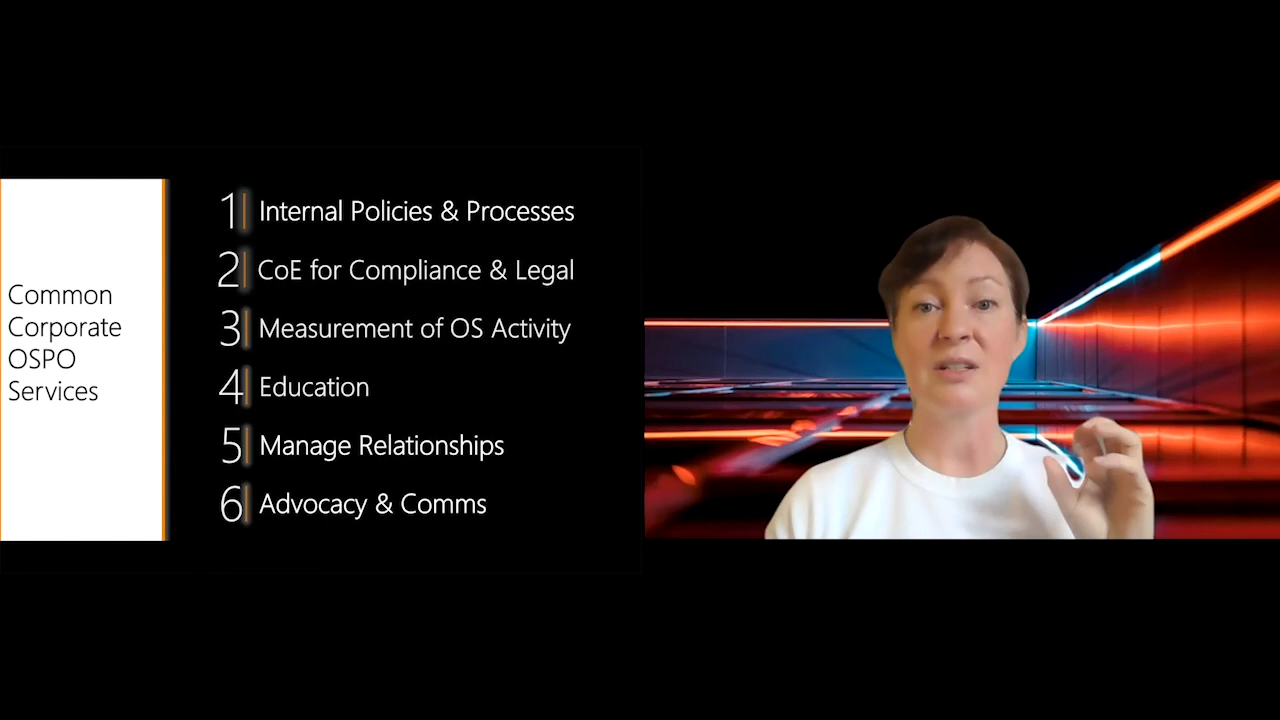 Common
Corporate
OSPO
Services
1 Internal Policies & Processes
2 CoE for Compliance & Legal
3 Measurement of OS Activity
4 Education
5 Manage Relationships
6 Advocacy & Comms